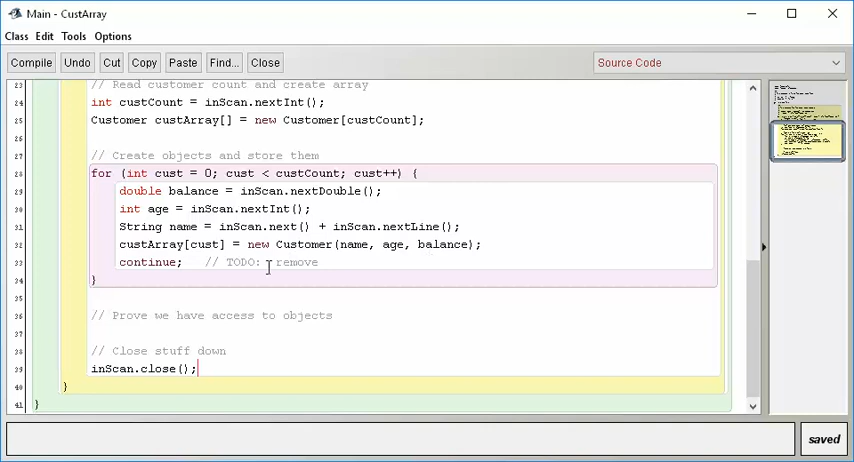 Main - CustArray
Class Edit Tools Options
Compile Undo Cut Copy Paste Find... Close Source Code
23 // Read customer count and create array
24 int custCount = inScan.nextInt();
25 Customer custArray[] = new Customer[custCount];
26
27 // Create objects and store them
28 for (int cust = 0; cust < custCount; cust++) {
29 double balance = inScan.nextDouble();
30 int age = inScan.nextInt();
31 String name = inScan.next() + inScan.nextLine();
32 custArray[cust] = new Customer(name, age, balance);
33 continue; // TODO: remove
34 }
35
36 // Prove we have access to objects
37
38 // Close stuff down
39 inScan.close();
40 }
41 }
saved